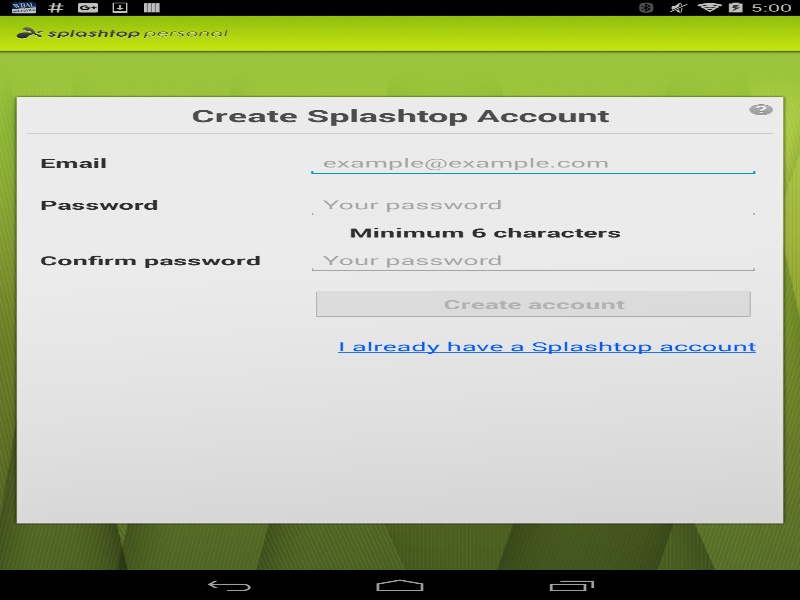 WBAL # G+ 5:00
splashtop personal
Create Splashtop Account ?
Email example@example.com
Password Your password
Minimum 6 characters
Confirm password Your password
Create account
I already have a Splashtop account